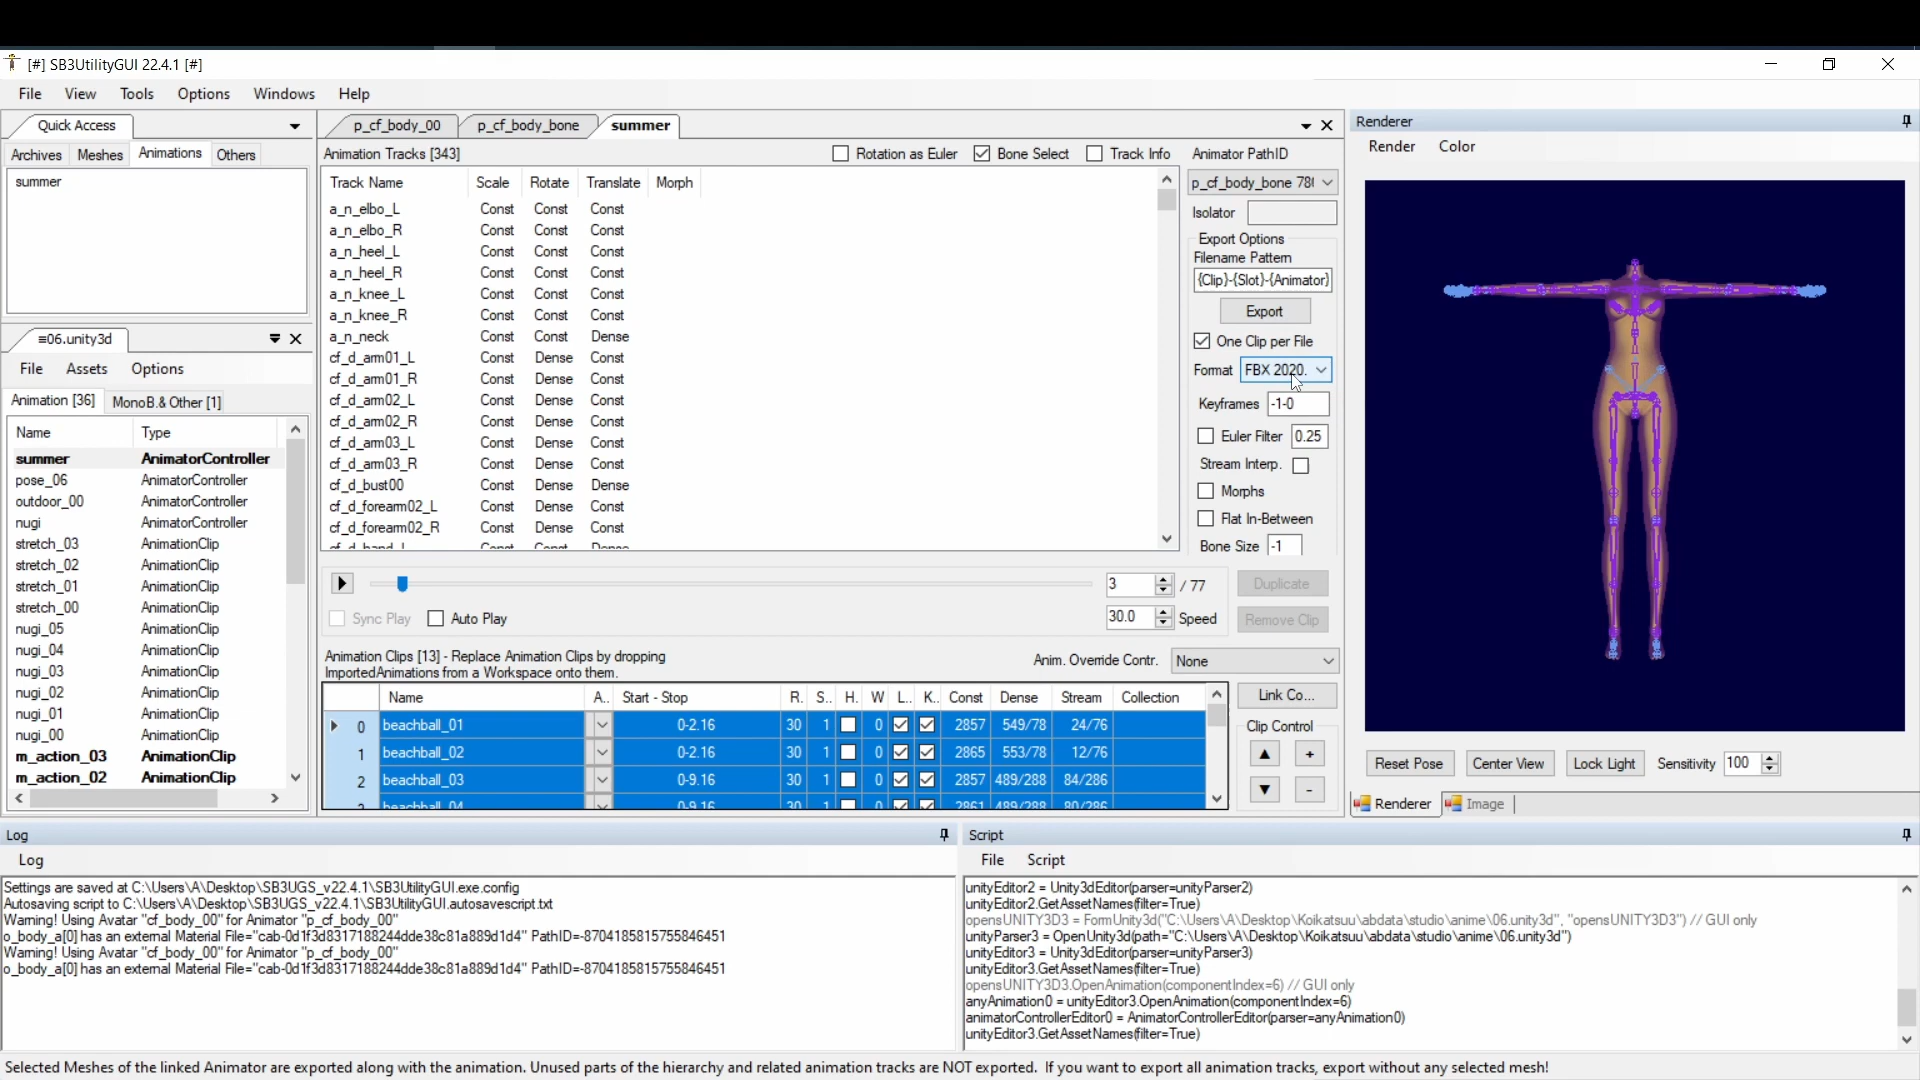 [#] SB3UtilityGUI 22.4.1 [#]
File View Tools Options Windows Help
Quick Access
Archives Meshes Animations Others
summer
≡06.unity3d
File Assets Options
Animation [36] MonoB.& Other [1]
Name Type
summer AnimatorController
pose_06 AnimatorController
outdoor_00 AnimatorController
nugi AnimatorController
stretch_03 AnimationClip
stretch_02 AnimationClip
stretch_01 AnimationClip
stretch_00 AnimationClip
nugi_05 AnimationClip
nugi_04 AnimationClip
nugi_03 AnimationClip
nugi_02 AnimationClip
nugi_01 AnimationClip
nugi_00 AnimationClip
m_action_03 AnimationClip
m_action_02 AnimationClip
p_cf_body_00 p_cf_body_bone summer
Animation Tracks [343] Rotation as Euler Bone Select Track Info
Track Name Scale Rotate Translate Morph
a_n_elbo_L Const Const Const
a_n_elbo_R Const Const Const
a_n_heel_L Const Const Const
a_n_heel_R Const Const Const
a_n_knee_L Const Const Const
a_n_knee_R Const Const Const
a_n_neck Const Const Dense
cf_d_arm01_L Const Dense Const
cf_d_arm01_R Const Dense Const
cf_d_arm02_L Const Dense Const
cf_d_arm02_R Const Dense Const
cf_d_arm03_L Const Dense Const
cf_d_arm03_R Const Dense Const
cf_d_bust00 Const Dense Dense
cf_d_forearm02_L Const Dense Const
cf_d_forearm02_R Const Dense Const
cf_d_hand_L Const Const Dense
Animator PathID
Isolator
Export Options
Filename Pattern
{Clip}-{Slot}-{Animator}
Export
One Clip per File
Format FBX 2020.
Keyframes -1-0
Euler Filter 0.25
Stream Interp.
Morphs
Flat In-Between
Bone Size -1
3 / 77 Duplicate
Sync Play Auto Play 30.0 Speed Remove Clip
Animation Clips [13] - Replace Animation Clips by dropping
ImportedAnimations from a Workspace onto them.
Anim. Override Contr. None
Name A.. Start - Stop R. S.. H. W L.. K.. Const Dense Stream Collection
0 beachball_01 0-2.16 30 1 0 2857 549/78 24/76
1 beachball_02 0-2.16 30 1 0 2865 553/78 12/76
2 beachball_03 0-9.16 30 1 0 2857 489/288 84/286
3 beachball_04 0-9.16 30 1 0 2861 489/288 80/286
Link Co...
Clip Control
+
-
Renderer
Render Color
Reset Pose Center View Lock Light Sensitivity 100
Renderer Image
Log
Log
Settings are saved at C:\Users\A\Desktop\SB3UGS_v22.4.1\SB3UtilityGUI.exe.config
Autosaving script to C:\Users\A\Desktop\SB3UGS_v22.4.1\SB3UtilityGUI.autosavescript.txt
Warning! Using Avatar "cf_body_00" for Animator "p_cf_body_00"
o_body_a[0] has an external Material File="cab-0d1f3d8317188244dde38c81a889d1d4" PathID=-8704185815755846451
Warning! Using Avatar "cf_body_00" for Animator "p_cf_body_00"
o_body_a[0] has an external Material File="cab-0d1f3d8317188244dde38c81a889d1d4" PathID=-8704185815755846451
Script
File Script
unityEditor2 = Unity3dEditor(parser=unityParser2)
unityEditor2.GetAssetNames(filter=True)
opensUNITY3D3 = FormUnity3d("C:\Users\A\Desktop\Koikatsuu\abdata\studio\anime\06.unity3d", "opensUNITY3D3") // GUI only
unityParser3 = OpenUnity3d(path="C:\Users\A\Desktop\Koikatsuu\abdata\studio\anime\06.unity3d")
unityEditor3 = Unity3dEditor(parser=unityParser3)
unityEditor3.GetAssetNames(filter=True)
opensUNITY3D3.OpenAnimation(componentIndex=6) // GUI only
anyAnimation0 = unityEditor3.OpenAnimation(componentIndex=6)
animatorControllerEditor0 = AnimatorControllerEditor(parser=anyAnimation0)
unityEditor3.GetAssetNames(filter=True)
Selected Meshes of the linked Animator are exported along with the animation. Unused parts of the hierarchy and related animation tracks are NOT exported. If you want to export all animation tracks, export without any selected mesh!